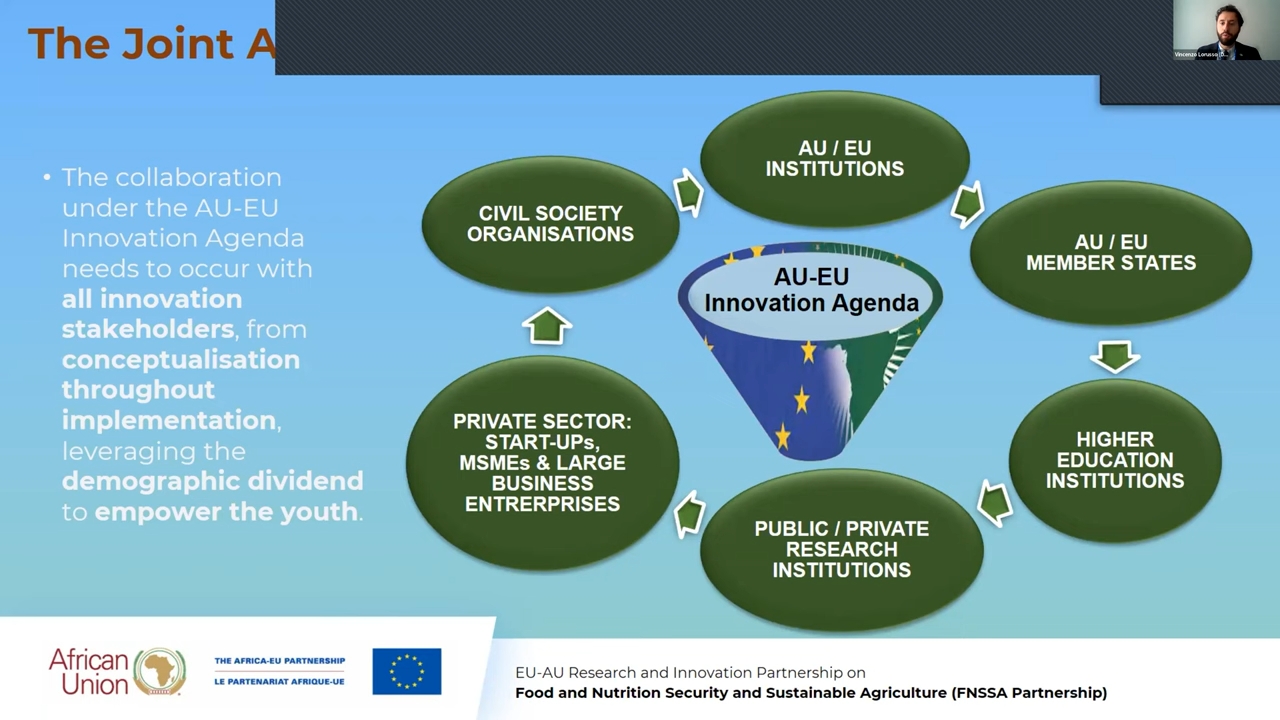 The Joint A
Vincenzo Lorusso
• The collaboration
under the AU-EU
Innovation Agenda
needs to occur with
all innovation
stakeholders, from
conceptualisation
throughout
implementation,
leveraging the
demographic dividend
to empower the youth.
AU / EU
INSTITUTIONS
AU / EU
MEMBER STATES
HIGHER
EDUCATION
INSTITUTIONS
PUBLIC / PRIVATE
RESEARCH
INSTITUTIONS
PRIVATE SECTOR:
START-UPs,
MSMEs & LARGE
BUSINESS
ENTRERPRISES
CIVIL SOCIETY
ORGANISATIONS
AU-EU
Innovation Agenda
African
Union
THE AFRICA-EU PARTNERSHIP
LE PARTENARIAT AFRIQUE-UE
EU-AU Research and Innovation Partnership on
Food and Nutrition Security and Sustainable Agriculture (FNSSA Partnership)